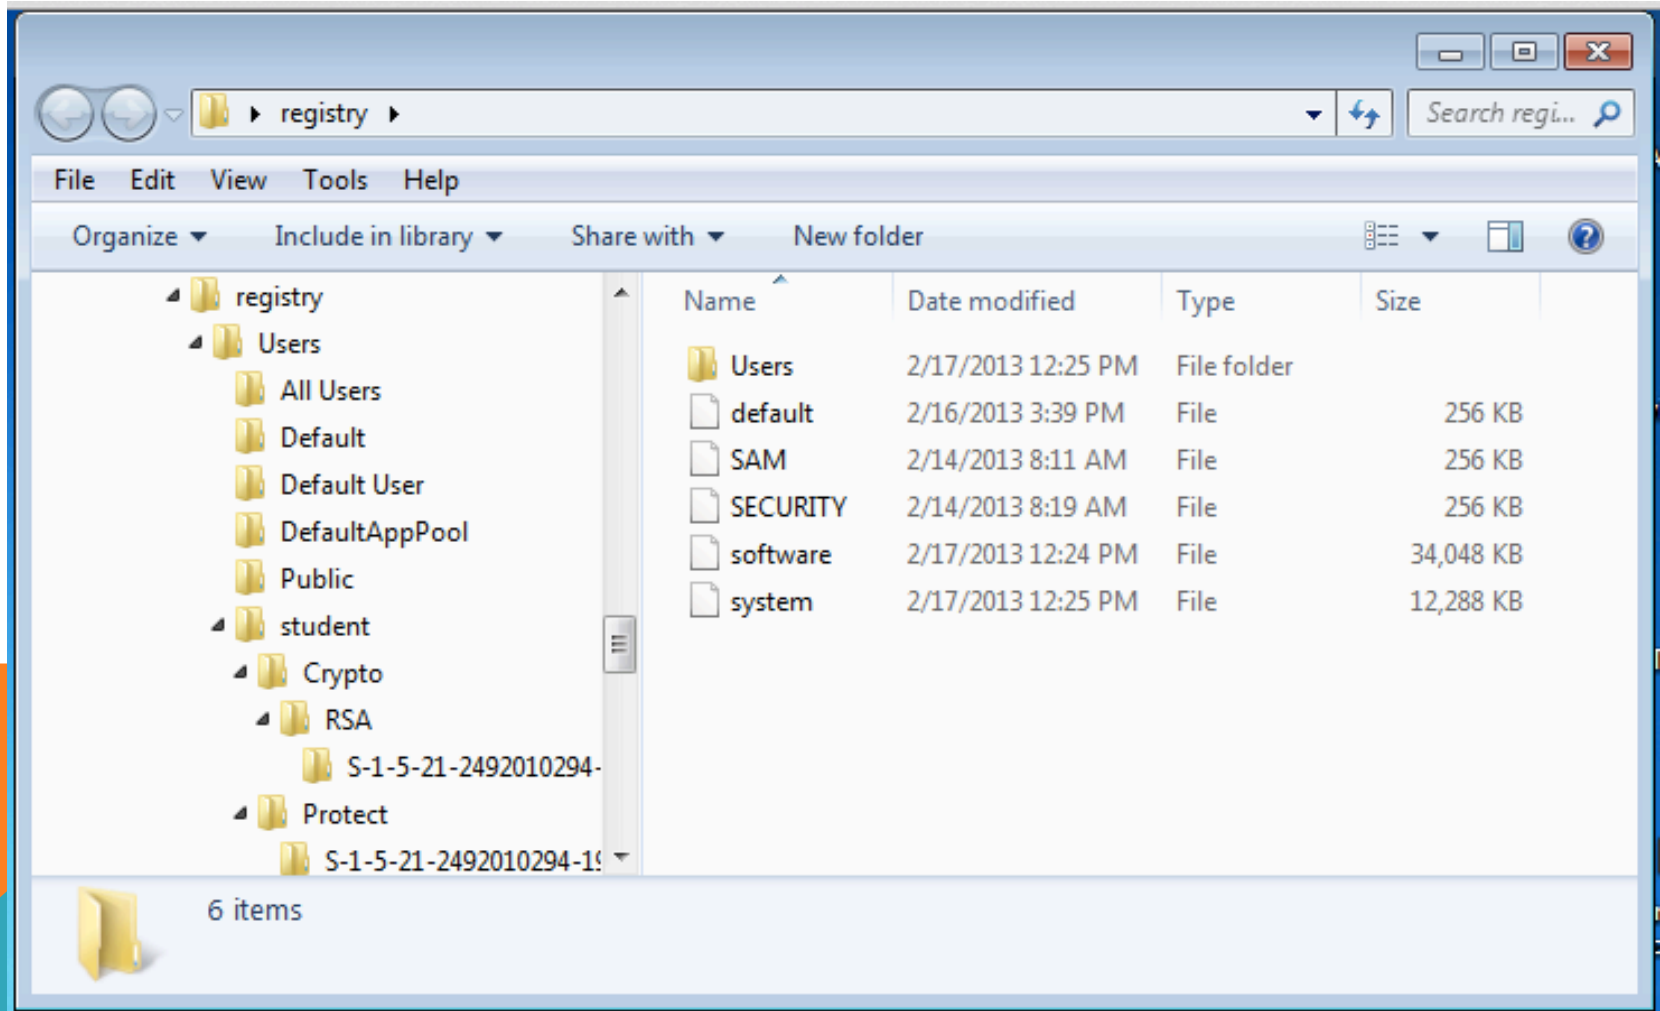 registry
Search regi...
File Edit View Tools Help
Organize Include in library Share with New folder
registry
Users
All Users
Default
Default User
DefaultAppPool
Public
student
Crypto
RSA
S-1-5-21-2492010294-
Protect
S-1-5-21-2492010294-19
Name Date modified Type Size
Users 2/17/2013 12:25 PM File folder
default 2/16/2013 3:39 PM File 256 KB
SAM 2/14/2013 8:11 AM File 256 KB
SECURITY 2/14/2013 8:19 AM File 256 KB
software 2/17/2013 12:24 PM File 34,048 KB
system 2/17/2013 12:25 PM File 12,288 KB
6 items